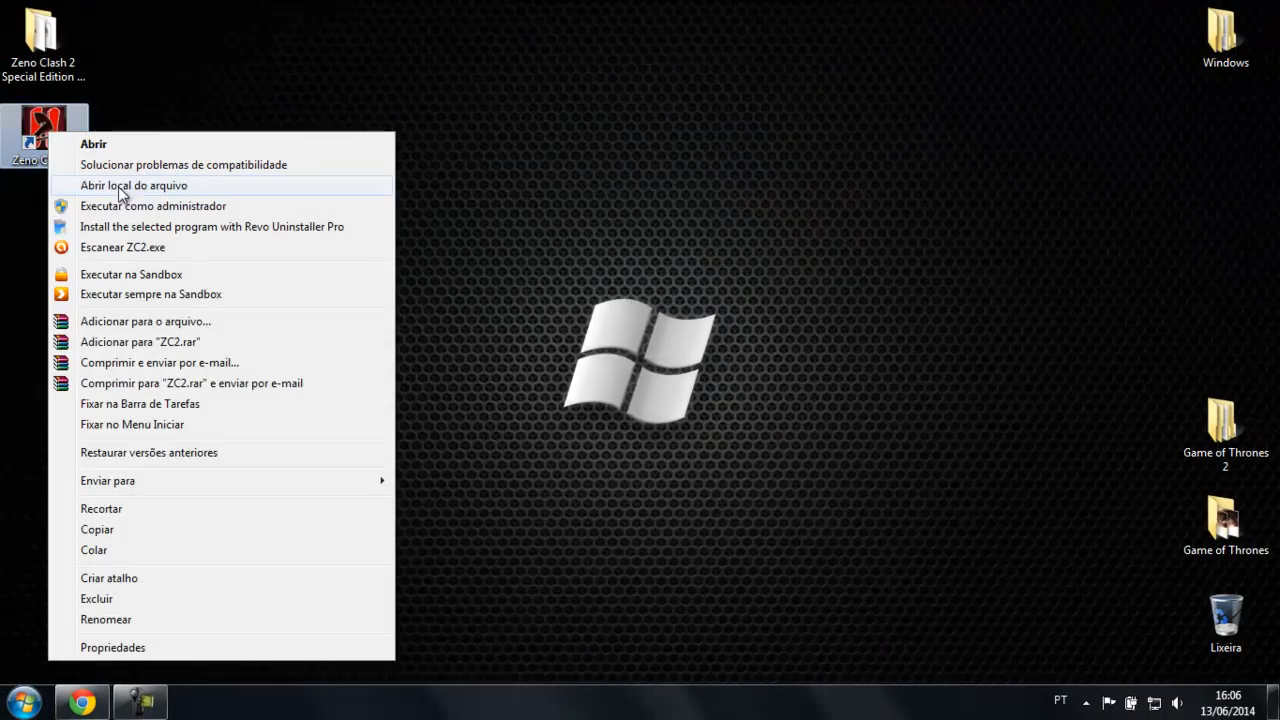 Zeno Clash 2
Special Edition ...
Windows
Zeno
Abrir
Solucionar problemas de compatibilidade
Abrir local do arquivo
Executar como administrador
Install the selected program with Revo Uninstaller Pro
Escanear ZC2.exe
Executar na Sandbox
Executar sempre na Sandbox
Adicionar para o arquivo...
Adicionar para "ZC2.rar"
Comprimir e enviar por e-mail...
Comprimir para "ZC2.rar" e enviar por e-mail
Fixar na Barra de Tarefas
Fixar no Menu Iniciar
Restaurar versões anteriores
Enviar para
Recortar
Copiar
Colar
Criar atalho
Excluir
Renomear
Propriedades
Game of Thrones
2
Game of Thrones
Lixeira
PT
16:06
13/06/2014